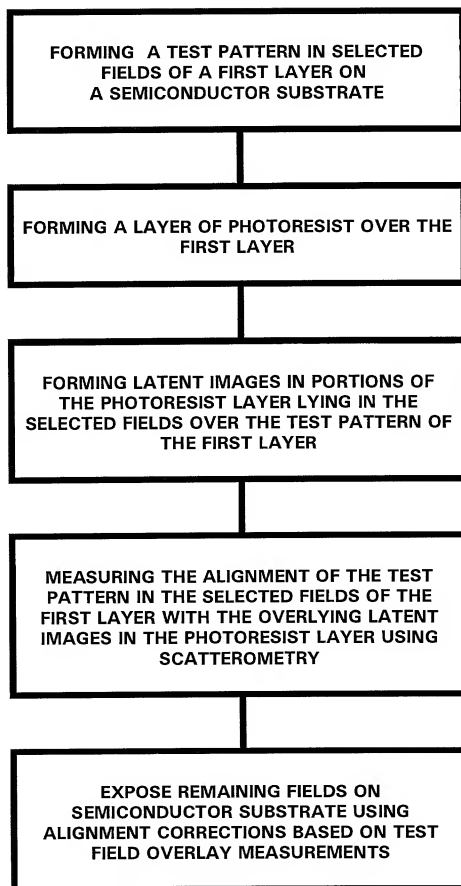 FORMING A TEST PATTERN IN SELECTED
FIELDS OF A FIRST LAYER ON
A SEMICONDUCTOR SUBSTRATE
FORMING A LAYER OF PHOTORESIST OVER THE
FIRST LAYER
FORMING LATENT IMAGES IN PORTIONS OF
THE PHOTORESIST LAYER LYING IN THE
SELECTED FIELDS OVER THE TEST PATTERN OF
THE FIRST LAYER
MEASURING THE ALIGNMENT OF THE TEST
PATTERN IN THE SELECTED FIELDS OF THE
FIRST LAYER WITH THE OVERLYING LATENT
IMAGES IN THE PHOTORESIST LAYER USING
SCATTEROMETRY
EXPOSE REMAINING FIELDS ON
SEMICONDUCTOR SUBSTRATE USING
ALIGNMENT CORRECTIONS BASED ON TEST
FIELD OVERLAY MEASUREMENTS